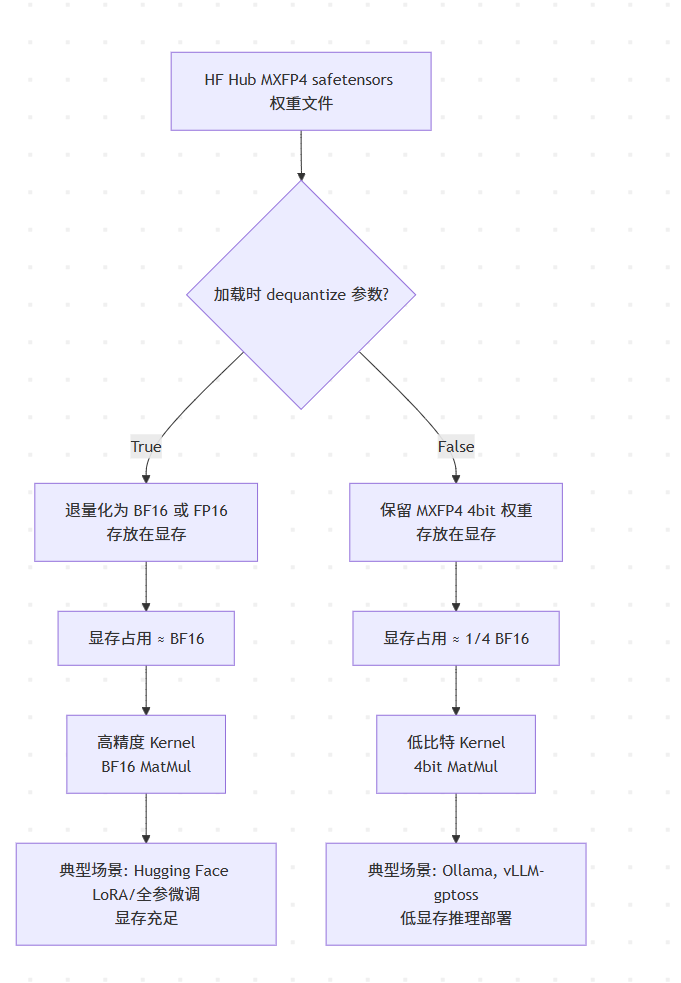 HF Hub MXFP4 safetensors
权重文件
加载时 dequantize 参数?
True
False
退量化为 BF16 或 FP16
存放在显存
保留 MXFP4 4bit 权重
存放在显存
显存占用 ≈ BF16
显存占用 ≈ 1/4 BF16
高精度 Kernel
BF16 MatMul
低比特 Kernel
4bit MatMul
典型场景: Hugging Face
LoRA/全参微调
显存充足
典型场景: Ollama, vLLM-
gptoss
低显存推理部署